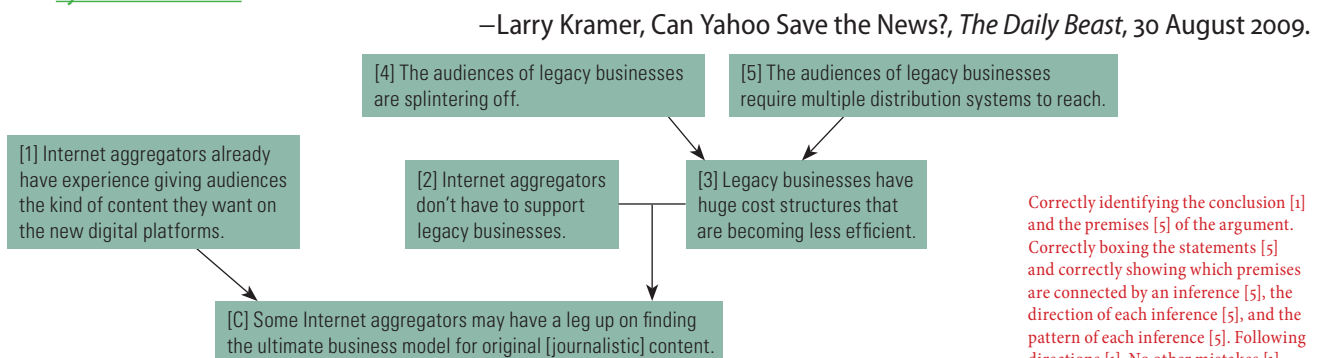 –Larry Kramer, Can Yahoo Save the News?, The Daily Beast, 30 August 2009.
[4] The audiences of legacy businesses
are splintering off.
[5] The audiences of legacy businesses
require multiple distribution systems to reach.
[1] Internet aggregators already
have experience giving audiences
the kind of content they want on
the new digital platforms.
[2] Internet aggregators
don't have to support
legacy businesses.
[3] Legacy businesses have
huge cost structures that
are becoming less efficient.
Correctly identifying the conclusion [1]
and the premises [5] of the argument.
Correctly boxing the statements [5]
and correctly showing which premises
are connected by an inference [5], the
direction of each inference [5], and the
pattern of each inference [5]. Following
directions [1]. No other mistakes [1]
[C] Some Internet aggregators may have a leg up on finding
the ultimate business model for original [journalistic] content.